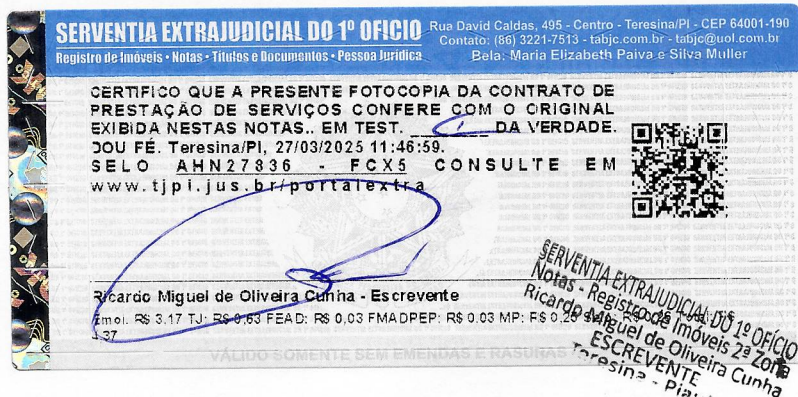 SERVENTIA EXTRAJUDICIAL DO 1º OFICIO
Registro de Imóveis • Notas • Títulos e Documentos • Pessoa Jurídica
Rua David Caldas, 495 - Centro - Teresina/PI - CEP 64001-190
Contato: (86) 3221-7513 - tabjc.com.br - tabjc@uol.com.br
Bela: Maria Elizabeth Paiva e Silva Muller
CERTIFICO QUE A PRESENTE FOTOCOPIA DA CONTRATO DE
PRESTAÇÃO DE SERVIÇOS CONFERE COM O ORIGINAL
EXIBIDA NESTAS NOTAS.. EM TEST. ______ DA VERDADE.
DOU FÉ. Teresina/PI, 27/03/2025 11:46:59.
SELO AHN27836 - FCX5 CONSULTE EM
www.tjpi.jus.br/portalextra
Ricardo Miguel de Oliveira Cunha - Escrevente
Emol. R$ 3,17 TJ: R$ 0,63 FEAD: R$ 0,03 FMADPEP: R$ 0,03 MP: R$ 0,25
4,37
VÁLIDO SOMENTE SEM EMENDAS E RASURAS
SERVENTIA EXTRAJUDICIAL DO 1º OFÍCIO
Notas - Registro de Imóveis 2ª Zona
Ricardo Miguel de Oliveira Cunha
ESCREVENTE
Teresina - Piauí